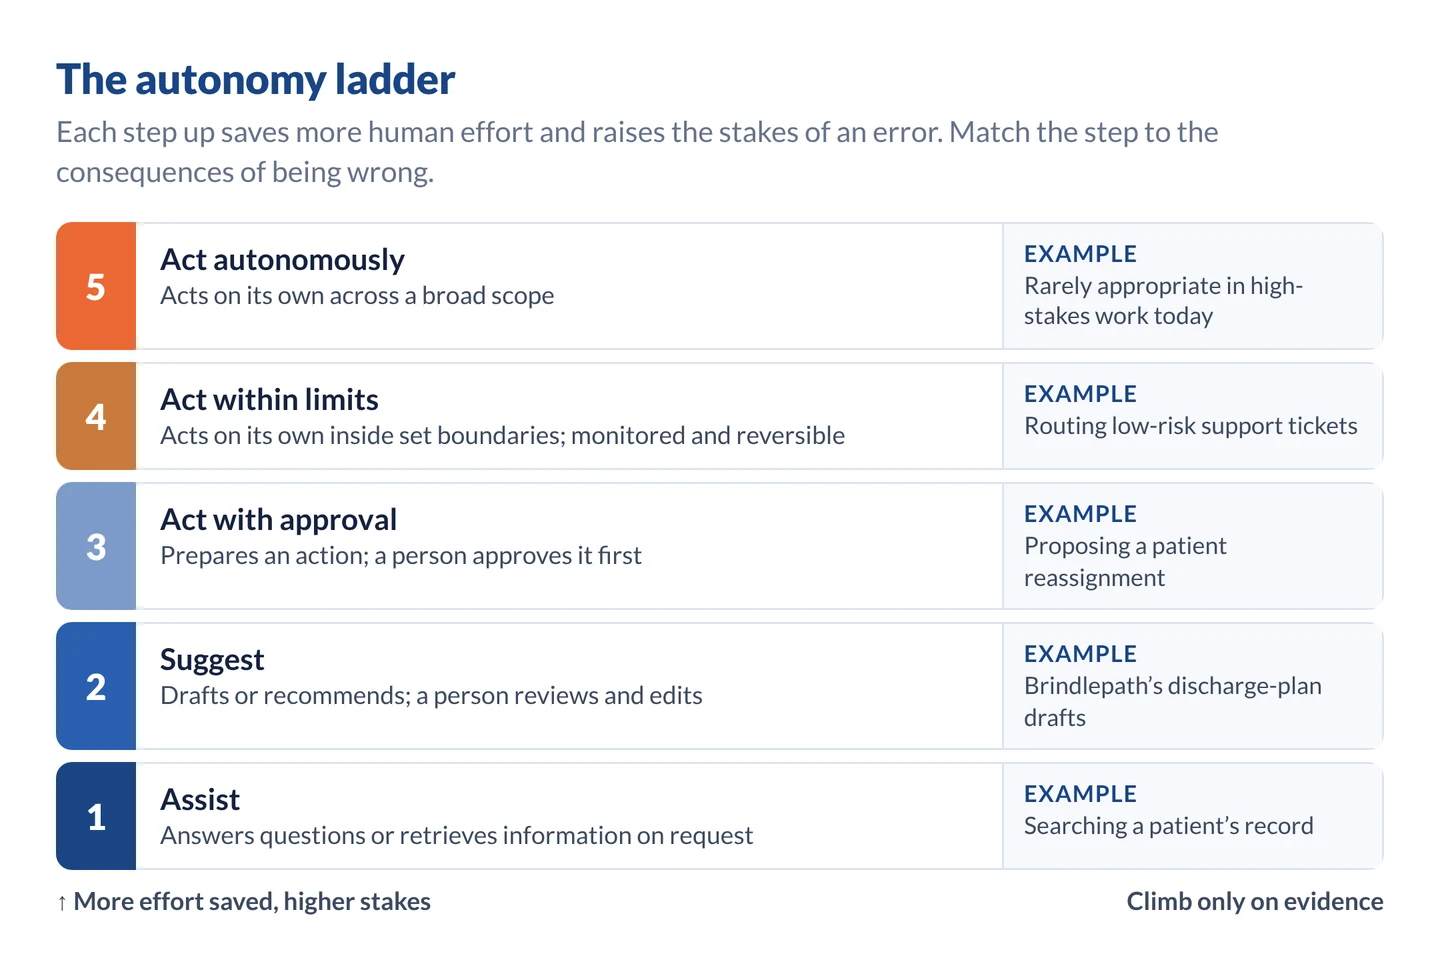 The autonomy ladder
Each step up saves more human effort and raises the stakes of an error. Match the step to the
consequences of being wrong.
5
Act autonomously
Acts on its own across a broad scope
EXAMPLE
Rarely appropriate in high-
stakes work today
4
Act within limits
Acts on its own inside set boundaries; monitored and reversible
EXAMPLE
Routing low-risk support tickets
3
Act with approval
Prepares an action; a person approves it first
EXAMPLE
Proposing a patient
reassignment
2
Suggest
Drafts or recommends; a person reviews and edits
EXAMPLE
Brindlepath’s discharge-plan
drafts
1
Assist
Answers questions or retrieves information on request
EXAMPLE
Searching a patient’s record
↑ More effort saved, higher stakes
Climb only on evidence